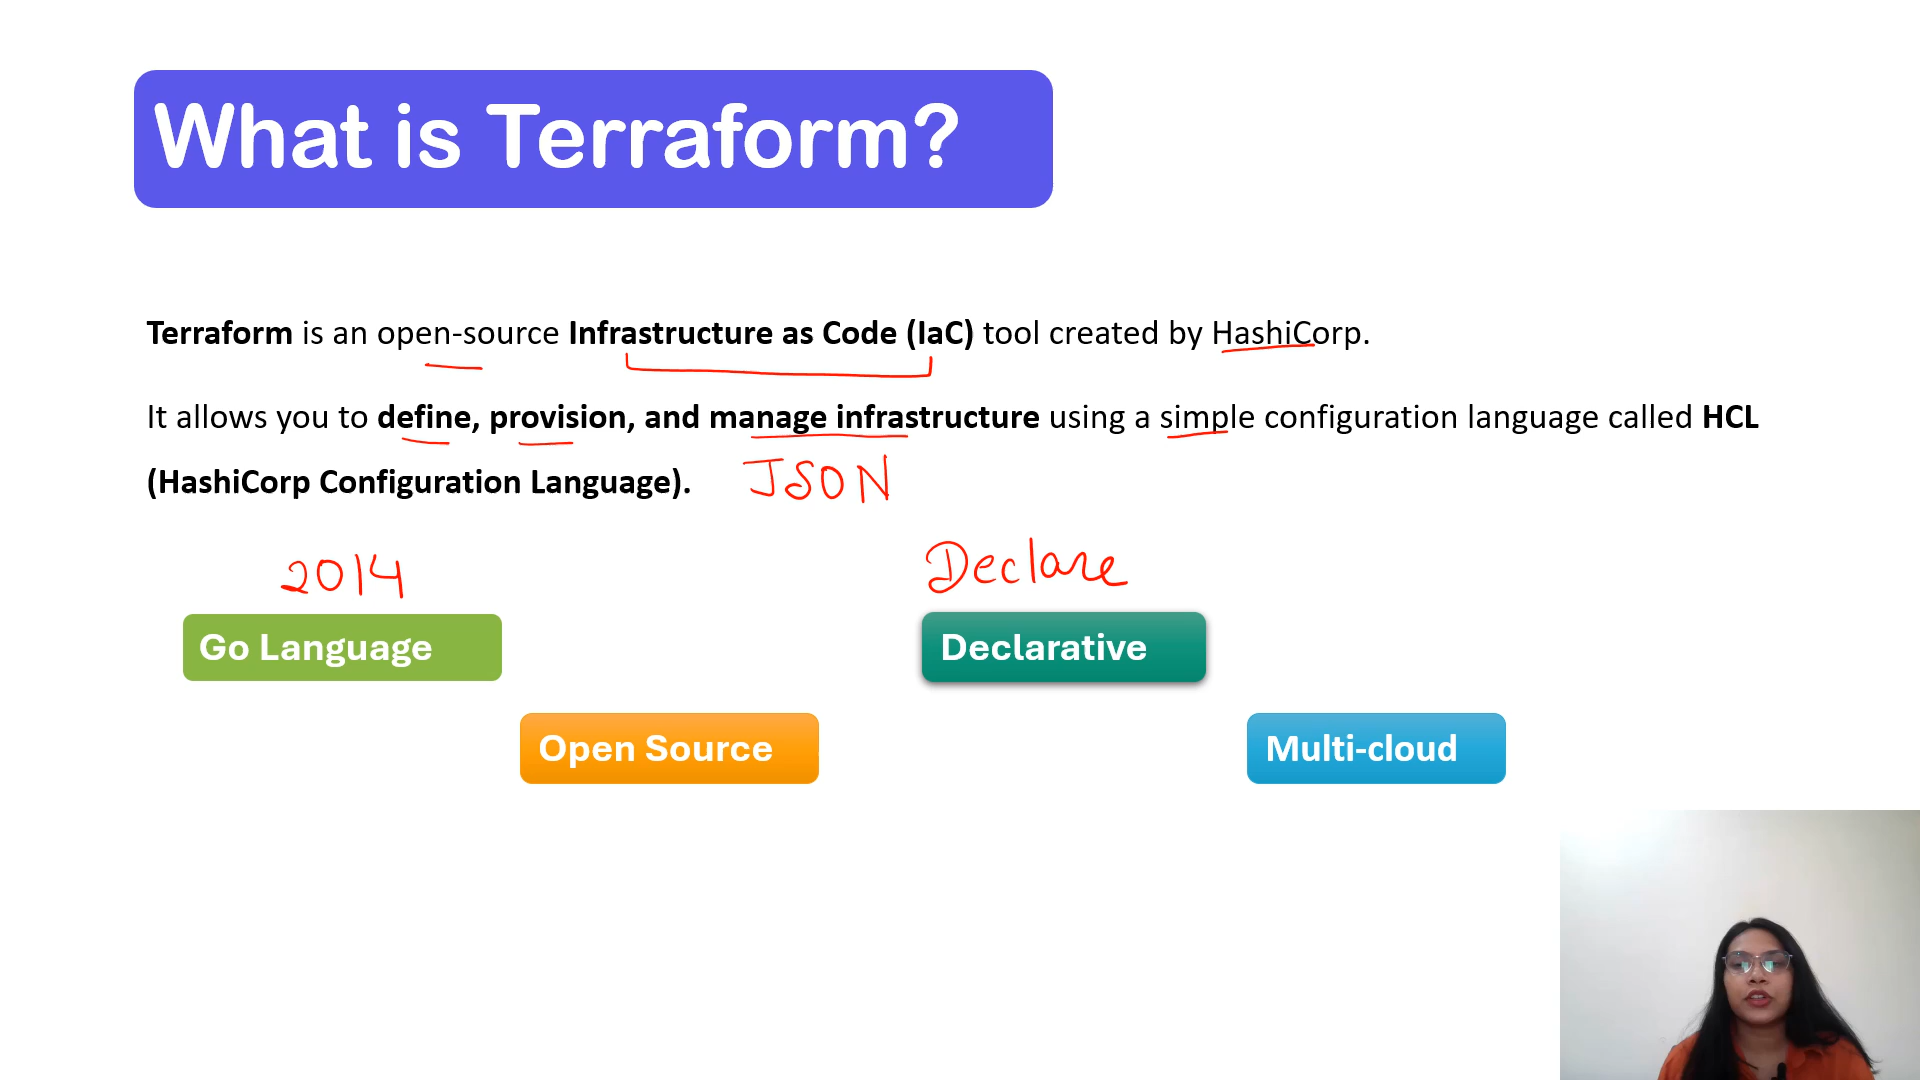 What is Terraform?
Terraform is an open-source Infrastructure as Code (IaC) tool created by HashiCorp.
It allows you to define, provision, and manage infrastructure using a simple configuration language called HCL
(HashiCorp Configuration Language). JSON
2014 Declare
Go Language Declarative
Open Source Multi-cloud